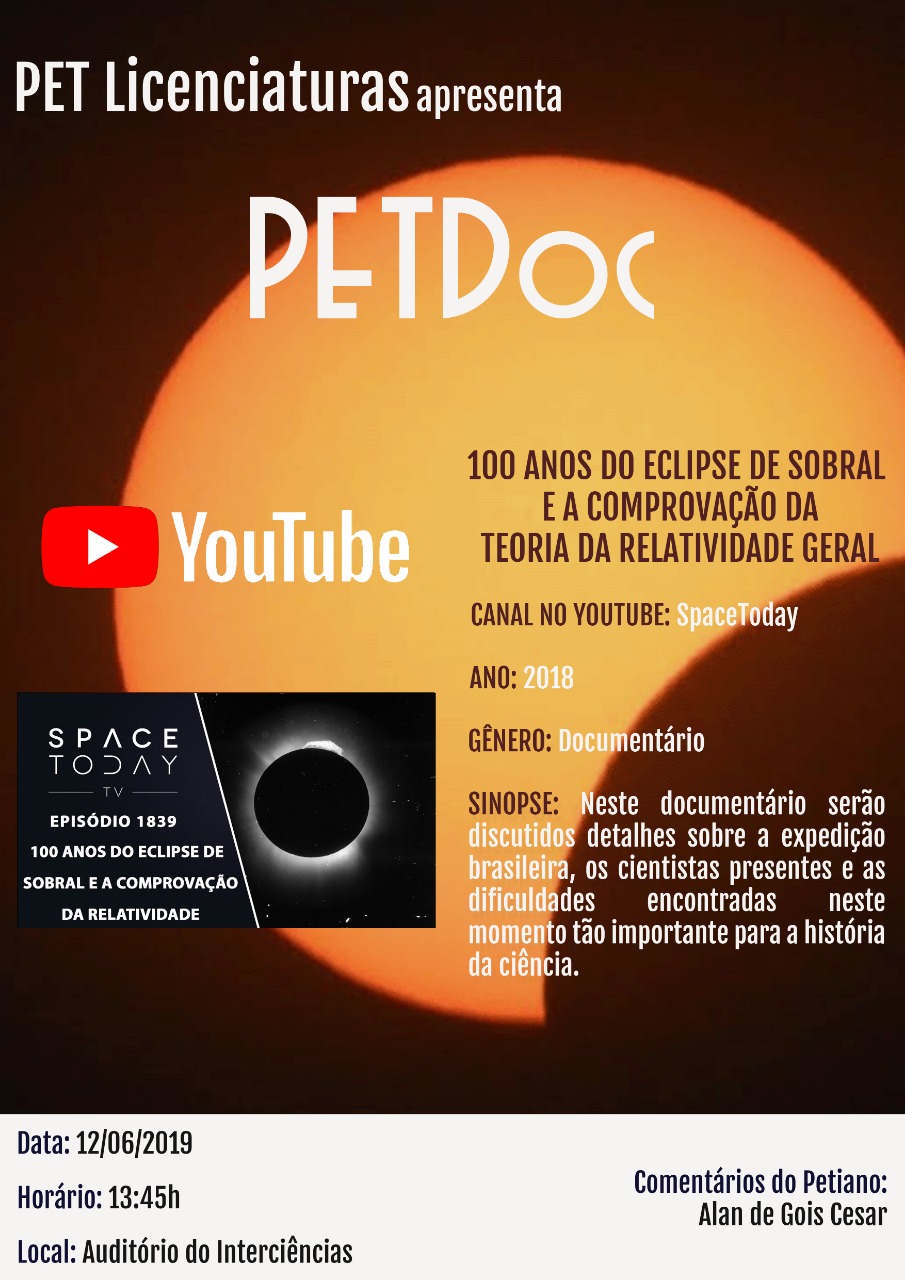 PET Licenciaturas apresenta
PETDoc
YouTube
100 ANOS DO ECLIPSE DE SOBRAL
E A COMPROVAÇÃO DA
TEORIA DA RELATIVIDADE GERAL
CANAL NO YOUTUBE: SpaceToday
ANO: 2018
GÊNERO: Documentário
SINOPSE: Neste documentário serão
discutidos detalhes sobre a expedição
brasileira, os cientistas presentes e as
dificuldades encontradas neste
momento tão importante para a história
da ciência.
SPACE
TODAY
TV
EPISÓDIO 1839
100 ANOS DO ECLIPSE DE
SOBRAL E A COMPROVAÇÃO
DA RELATIVIDADE
Data: 12/06/2019
Horário: 13:45h
Local: Auditório do Interciências
Comentários do Petiano:
Alan de Gois Cesar